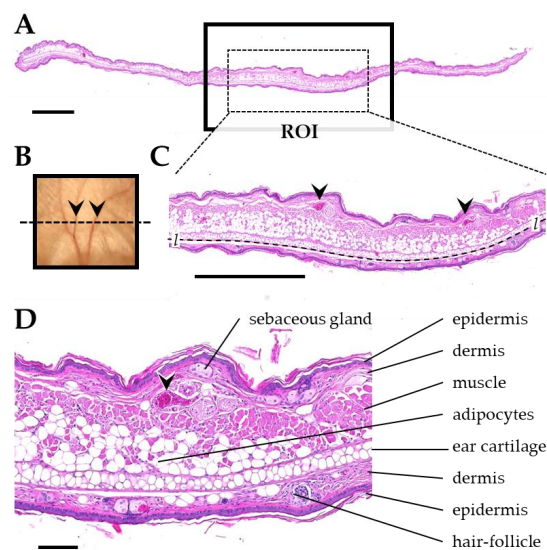 A
ROI
B
C
l
l
D
sebaceous gland
epidermis
dermis
muscle
adipocytes
ear cartilage
dermis
epidermis
hair-follicle